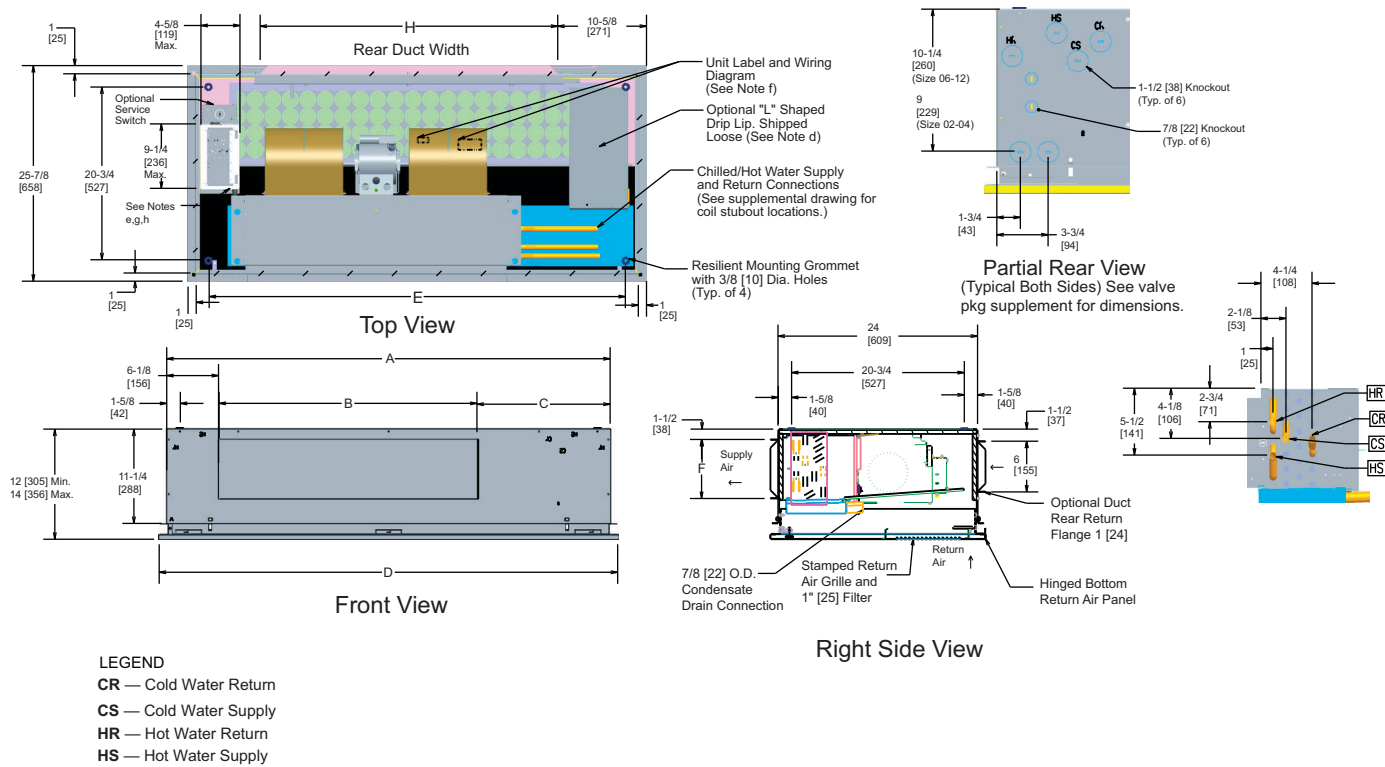 4-5/8
[119]
Max.
H
10-5/8
[271]
1
[25]
Rear Duct Width
Optional
Service
Switch
25-7/8
[658]
20-3/4
[527]
9-1/4
[236]
Max.
See Notes
e,g,h
1
[25]
1
[25]
E
1
[25]
Top View
Unit Label and Wiring
Diagram
(See Note f)
Optional "L" Shaped
Drip Lip. Shipped
Loose (See Note d)
Chilled/Hot Water Supply
and Return Connections
(See supplemental drawing for
coil stubout locations.)
Resilient Mounting Grommet
with 3/8 [10] Dia. Holes
(Typ. of 4)
10-1/4
[260]
(Size 06-12)
9
[229]
(Size 02-04)
HS
Ch
Hh
CS
1-1/2 [38] Knockout
(Typ. of 6)
7/8 [22] Knockout
(Typ. of 6)
1-3/4
[43]
3-3/4
[94]
Partial Rear View
(Typical Both Sides) See valve
pkg supplement for dimensions.
A
6-1/8
[156]
1-5/8
[42]
B
C
12 [305] Min.
14 [356] Max.
11-1/4
[288]
D
Front View
24
[609]
20-3/4
[527]
1-5/8
[40]
1-5/8
[40]
1-1/2
[38]
1-1/2
[37]
Supply
Air
F
6
[155]
Optional Duct
Rear Return
Flange 1 [24]
7/8 [22] O.D.
Condensate
Drain Connection
Stamped Return
Air Grille and
1" [25] Filter
Return
Air
Hinged Bottom
Return Air Panel
Right Side View
4-1/4
[108]
2-1/8
[53]
1
[25]
5-1/2
[141]
4-1/8
[106]
2-3/4
[71]
HR
CR
CS
HS
LEGEND
CR — Cold Water Return
CS — Cold Water Supply
HR — Hot Water Return
HS — Hot Water Supply